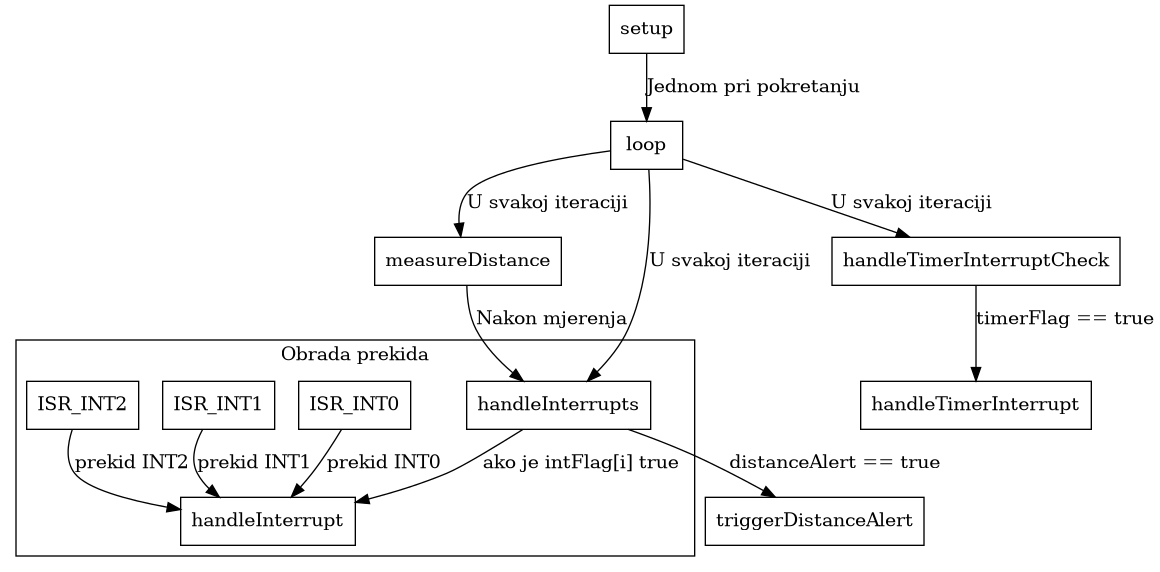 setup
Jednom pri pokretanju
loop
U svakoj iteraciji
U svakoj iteraciji
measureDistance
U svakoj iteraciji
handleTimerInterruptCheck
Nakon mjerenja
timerFlag == true
Obrada prekida
ISR_INT2
ISR_INT1
ISR_INT0
handleInterrupts
handleTimerInterrupt
prekid INT2
prekid INT1
prekid INT0
ako je intFlag[i] true
distanceAlert == true
handleInterrupt
triggerDistanceAlert